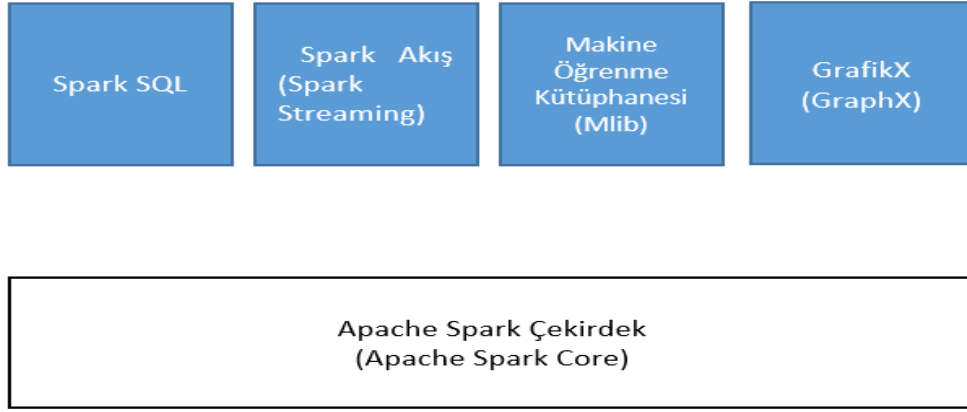 Spark SQL
Spark Akış
(Spark
Streaming)
Makine
Öğrenme
Kütüphanesi
(Mlib)
GrafikX
(GraphX)
Apache Spark Çekirdek
(Apache Spark Core)